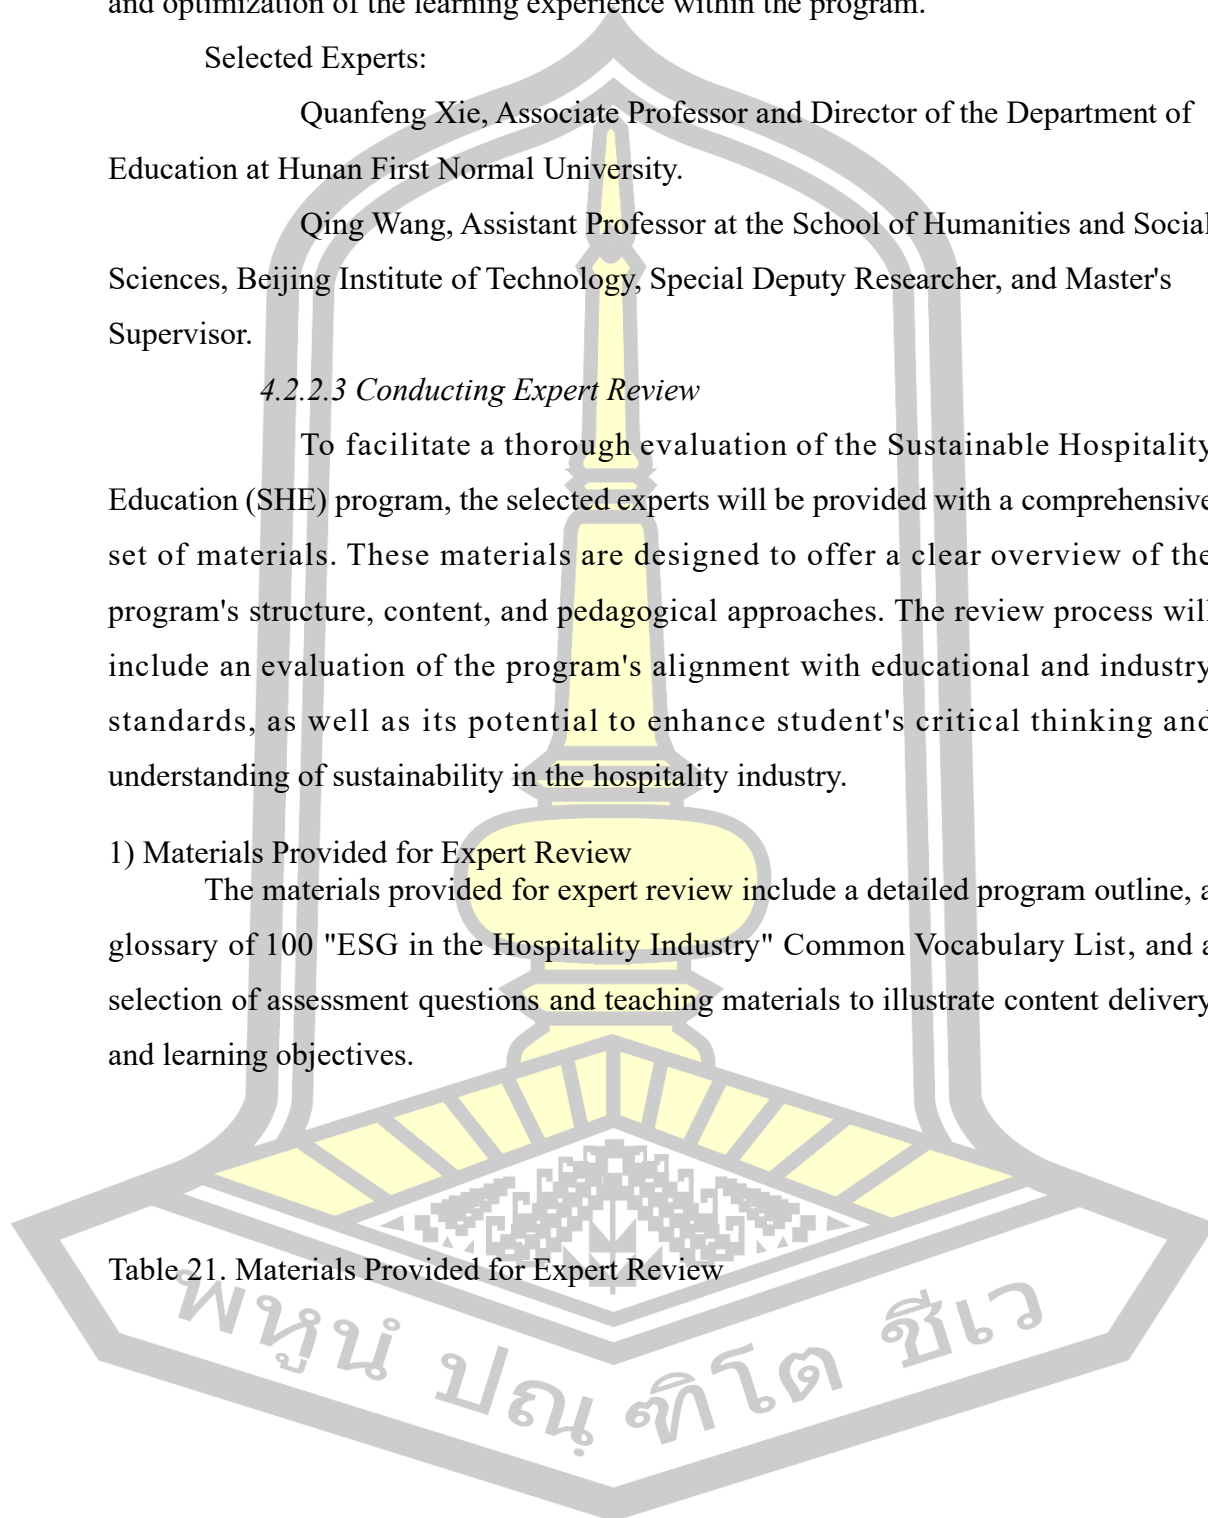 and optimization of the learning experience within the program.
Selected Experts:
Quanfeng Xie, Associate Professor and Director of the Department of
Education at Hunan First Normal University.
Qing Wang, Assistant Professor at the School of Humanities and Social
Sciences, Beijing Institute of Technology, Special Deputy Researcher, and Master's
Supervisor.
4.2.2.3 Conducting Expert Review
To facilitate a thorough evaluation of the Sustainable Hospitality
Education (SHE) program, the selected experts will be provided with a comprehensive
set of materials. These materials are designed to offer a clear overview of the
program's structure, content, and pedagogical approaches. The review process will
include an evaluation of the program's alignment with educational and industry
standards, as well as its potential to enhance student's critical thinking and
understanding of sustainability in the hospitality industry.
1) Materials Provided for Expert Review
The materials provided for expert review include a detailed program outline, a
glossary of 100 "ESG in the Hospitality Industry" Common Vocabulary List, and a
selection of assessment questions and teaching materials to illustrate content delivery
and learning objectives.
Table 21. Materials Provided for Expert Review
พหูนํ ปณฺฑิโต ชีเว